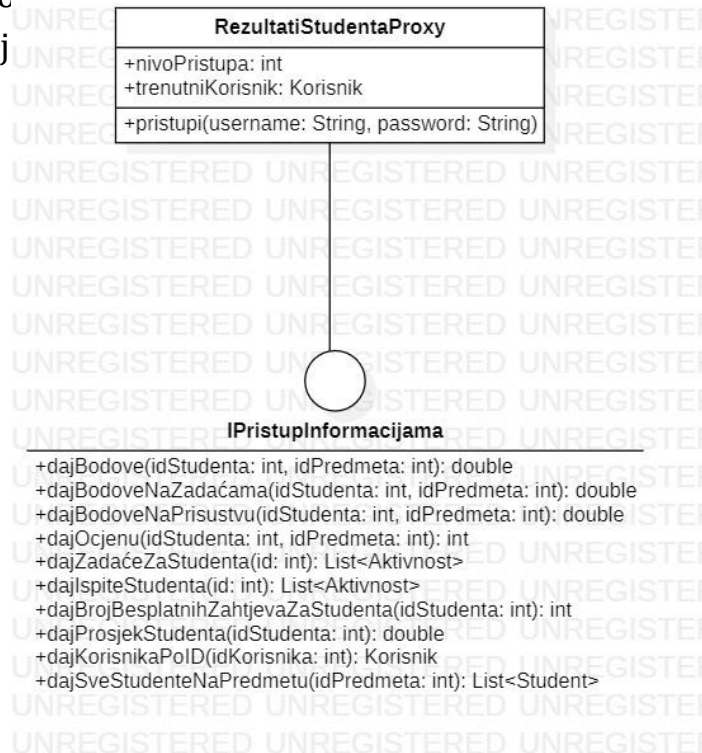 RezultatiStudentaProxy
+nivoPristupa: int
+trenutniKorisnik: Korisnik
+pristupi(username: String, password: String)
IPristupInformacijama
+dajBodove(idStudenta: int, idPredmeta: int): double
+dajBodoveNaZadaćama(idStudenta: int, idPredmeta: int): double
+dajBodoveNaPrisustvu(idStudenta: int, idPredmeta: int): double
+dajOcjenu(idStudenta: int, idPredmeta: int): int
+dajZadaćeZaStudenta(id: int): List<Aktivnost>
+dajIspiteStudenta(id: int): List<Aktivnost>
+dajBrojBesplatnihZahtjevaZaStudenta(idStudenta: int): int
+dajProsjekStudenta(idStudenta: int): double
+dajKorisnikaPoID(idKorisnika: int): Korisnik
+dajSveStudenteNaPredmetu(idPredmeta: int): List<Student>
UNREGISTERED UNREGISTERED